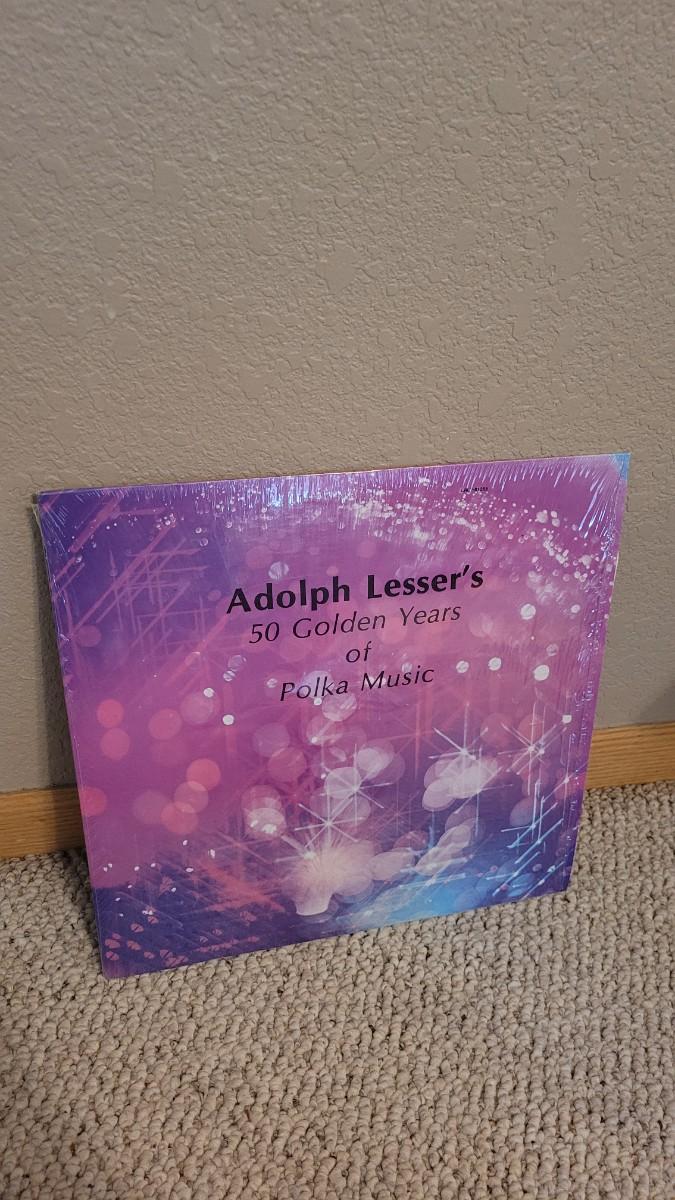 Adolph Lesser's
50 Golden Years
of
Polka Music